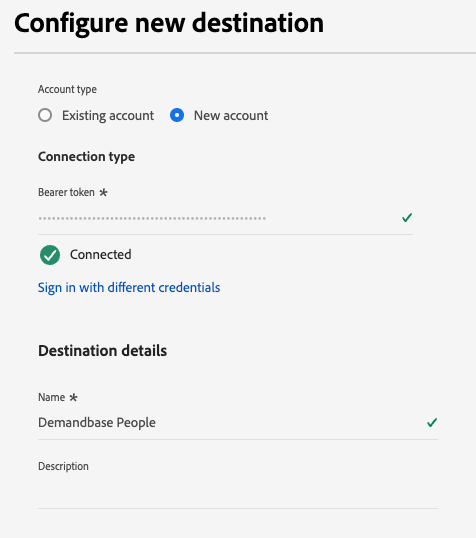 Configure new destination
Account type
Existing account New account
Connection type
Bearer token *
Connected
Sign in with different credentials
Destination details
Name *
Demandbase People
Description